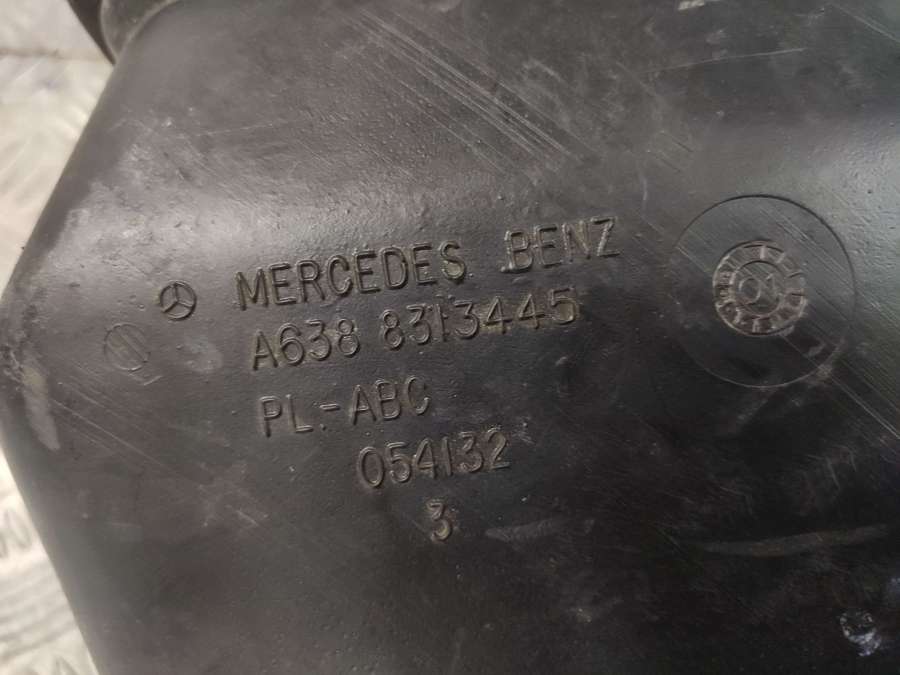 MERCEDES BENZ
A638 8313445
PL-ABC
054132
3